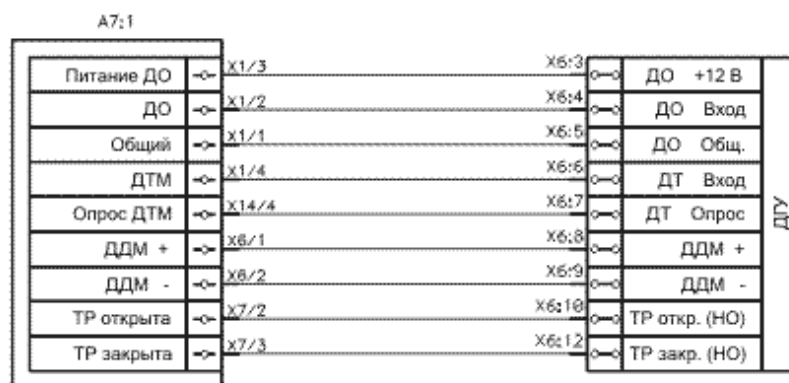 A7:1
Питание ДО X1/3 X6:3 ДО +12 В
ДО X1/2 X6:4 ДО Вход
Общий X1/1 X6:5 ДО Общ.
ДТМ X1/4 X6:6 ДТ Вход
Опрос ДТМ X14/4 X6:7 ДТ Опрос
ДДМ + X6/1 X6:8 ДДМ +
ДДМ - X6/2 X6:9 ДДМ -
ТР открыта X7/2 X6:10 ТР откр. (НО)
ТР закрыта X7/3 X6:12 ТР закр. (НО)
ДГУ